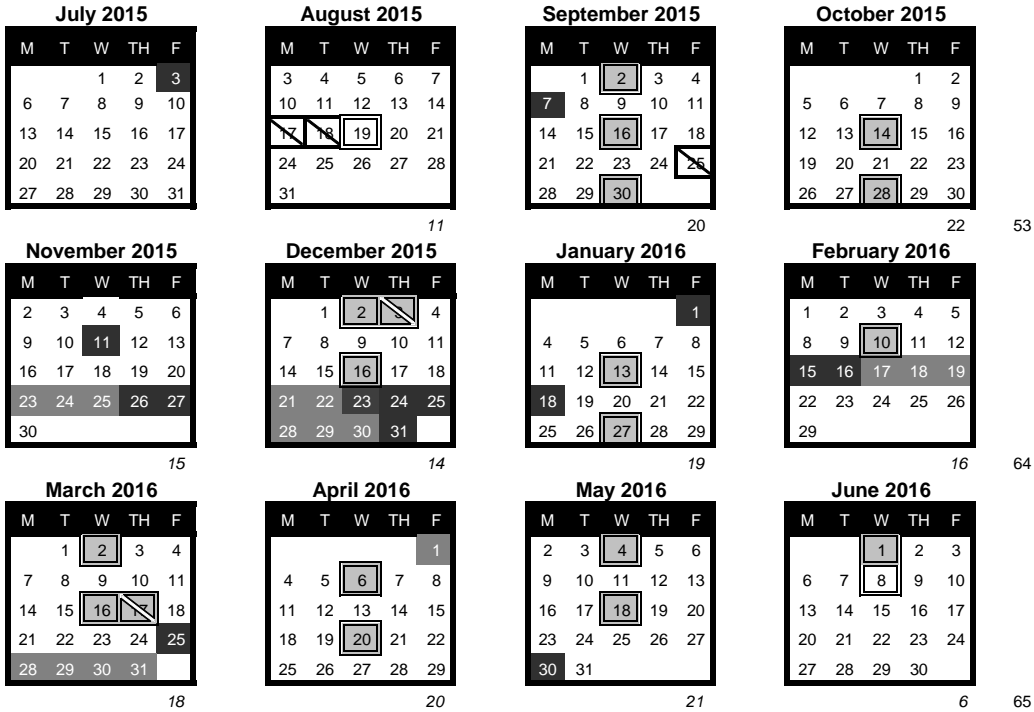 July 2015 August 2015 September 2015 October 2015
M T W TH F M T W TH F M T W TH F M T W TH F
1 2 3 3 4 5 6 7 1 2 3 4 1 2
6 7 8 9 10 10 11 12 13 14 7 8 9 10 11 5 6 7 8 9
13 14 15 16 17 17 18 19 20 21 14 15 16 17 18 12 13 14 15 16
20 21 22 23 24 24 25 26 27 28 21 22 23 24 25 19 20 21 22 23
27 28 29 30 31 31 28 29 30 26 27 28 29 30
11 20 22 53
November 2015 December 2015 January 2016 February 2016
M T W TH F M T W TH F M T W TH F M T W TH F
2 3 4 5 6 1 2 3 4 1 1 2 3 4 5
9 10 11 12 13 7 8 9 10 11 4 5 6 7 8 8 9 10 11 12
16 17 18 19 20 14 15 16 17 18 11 12 13 14 15 15 16 17 18 19
23 24 25 26 27 21 22 23 24 25 18 19 20 21 22 22 23 24 25 26
30 28 29 30 31 25 26 27 28 29 29
15 14 19 16 64
March 2016 April 2016 May 2016 June 2016
M T W TH F M T W TH F M T W TH F M T W TH F
1 2 3 4 1 2 3 4 5 6 1 2 3
7 8 9 10 11 4 5 6 7 8 9 10 11 12 13 6 7 8 9 10
14 15 16 17 18 11 12 13 14 15 16 17 18 19 20 13 14 15 16 17
21 22 23 24 25 18 19 20 21 22 23 24 25 26 27 20 21 22 23 24
28 29 30 31 25 26 27 28 29 30 31 27 28 29 30
18 20 21 6 65